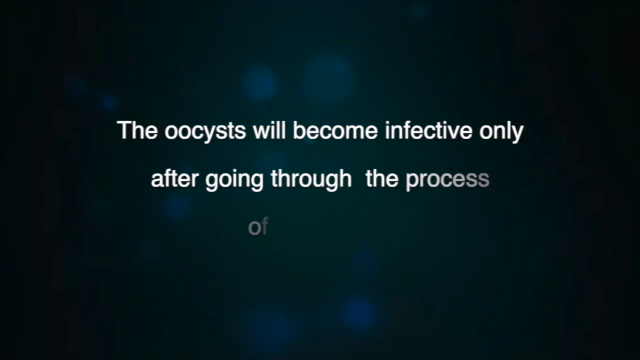 The oocysts will become infective only
after going through  the process
of